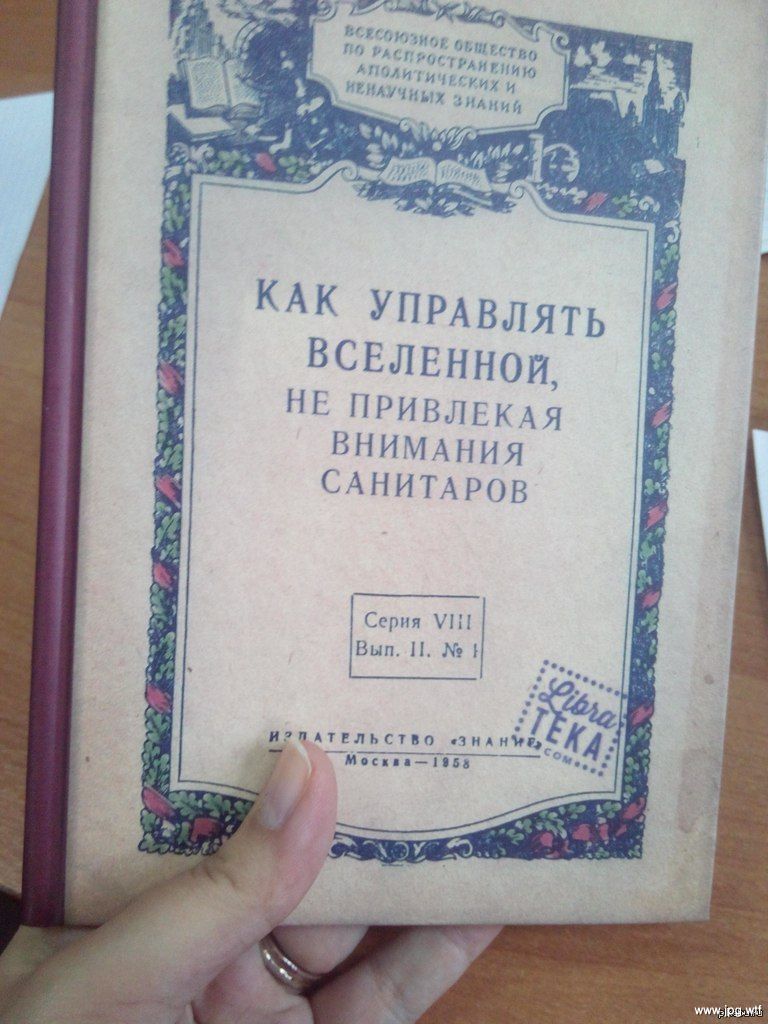 ВСЕСОЮЗНОЕ ОБЩЕСТВО
ПО РАСПРОСТРАНЕНИЮ
АПОЛИТИЧЕСКИХ И
НЕНАУЧНЫХ ЗНАНИЙ
КАК УПРАВЛЯТЬ
ВСЕЛЕННОЙ,
НЕ ПРИВЛЕКАЯ
ВНИМАНИЯ
САНИТАРОВ
Серия VIII
Вып. II. № 1
ИЗДАТЕЛЬСТВО «ЗНАНИЕ»
Москва—1958
Libra
TEKA
.COM
www.jpg.wtf